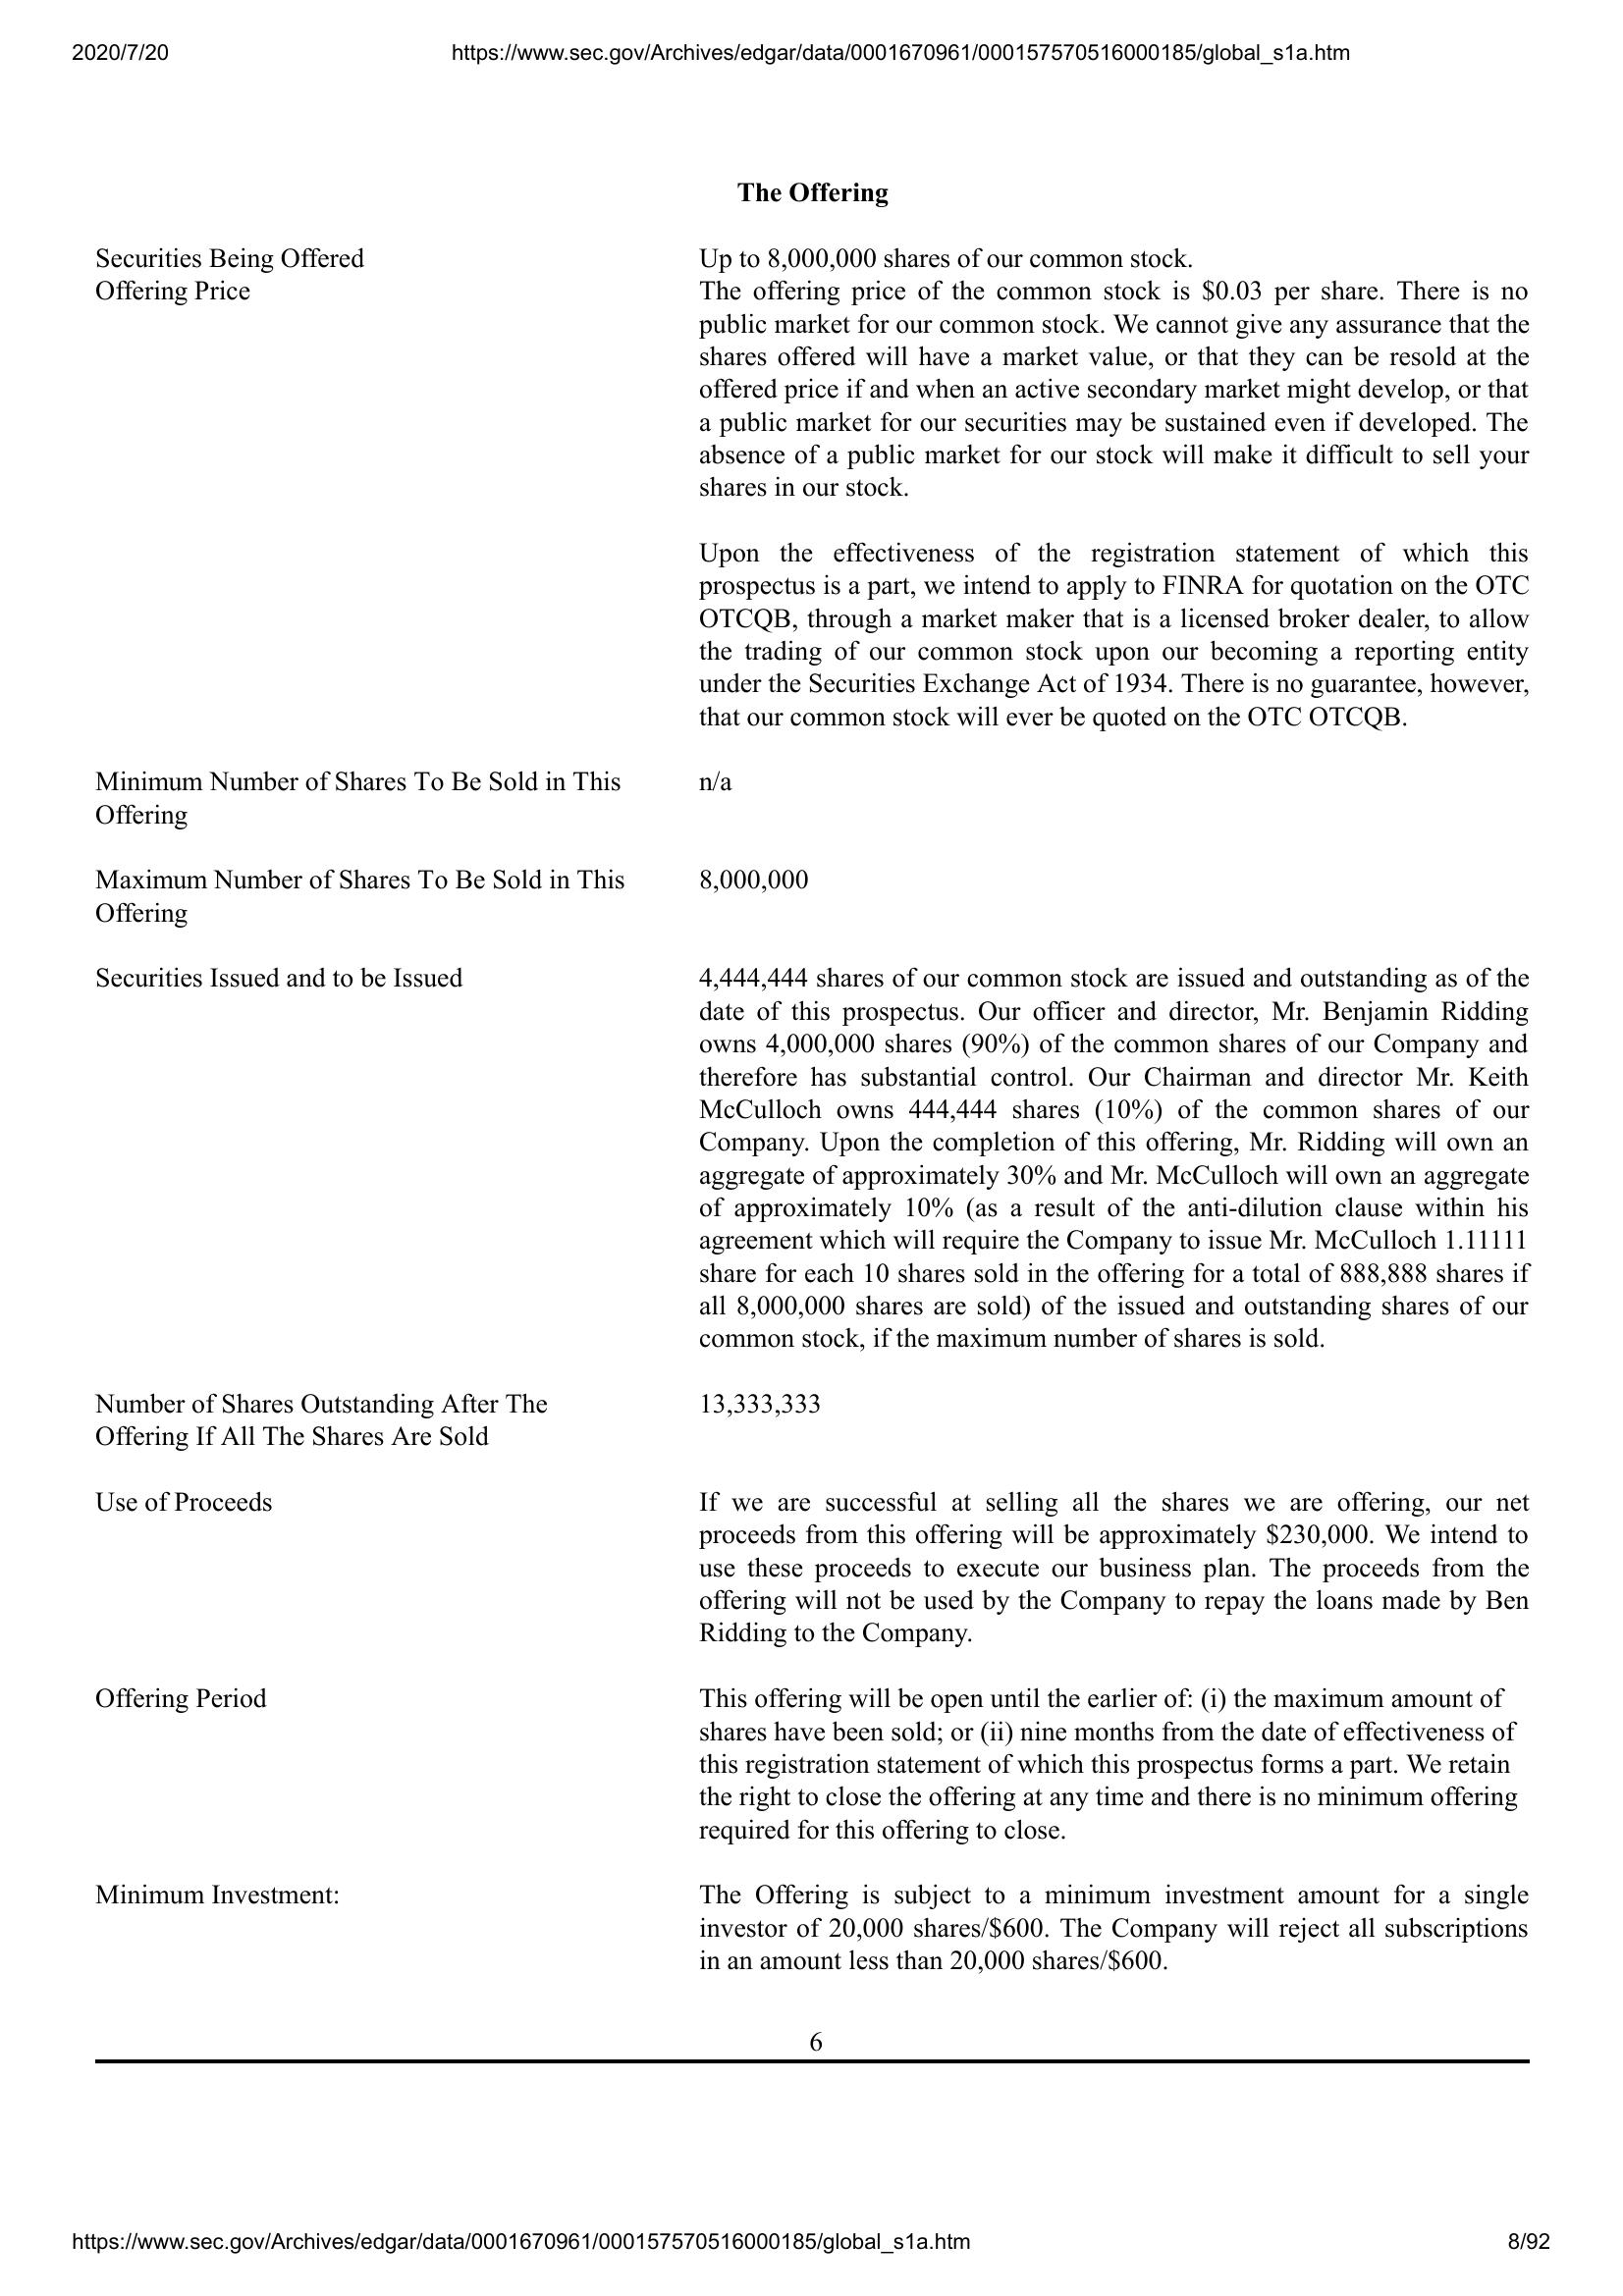 2020/7/20
https://www.sec.gov/Archives/edgar/data/0001670961/000157570516000185/global_s1a.htm
The Offering
Securities Being Offered
Up to 8,000,000 shares of our common stock.
Offering Price
The offering price of the common stock is $0.03 per share. There is no
public market for our common stock. We cannot give any assurance that the
shares offered will have a market value, or that they can be resold at the
offered price if and when an active secondary market might develop, or that
a public market for our securities may be sustained even if developed. The
absence of a public market for our stock will make it difficult to sell your
shares in our stock.
Upon the effectiveness of the registration statement of which this
prospectus is a part, we intend to apply to FINRA for quotation on the OTC
OTCQB, through a market maker that is a licensed broker dealer, to allow
the trading of our common stock upon our becoming a reporting entity
under the Securities Exchange Act of 1934. There is no guarantee, however,
that our common stock will ever be quoted on the OTC OTCQB.
Minimum Number of Shares To Be Sold in This
Offering
n/a
Maximum Number of Shares To Be Sold in This
Offering
8,000,000
Securities Issued and to be Issued
4,444,444 shares of our common stock are issued and outstanding as of the
date of this prospectus. Our officer and director, Mr. Benjamin Ridding
owns 4,000,000 shares (90%) of the common shares of our Company and
therefore has substantial control. Our Chairman and director Mr. Keith
McCulloch owns 444,444 shares (10%) of the common shares of our
Company. Upon the completion of this offering, Mr. Ridding will own an
aggregate of approximately 30% and Mr. McCulloch will own an aggregate
of approximately 10% (as a result of the anti-dilution clause within his
agreement which will require the Company to issue Mr. McCulloch 1.11111
share for each 10 shares sold in the offering for a total of 888,888 shares if
all 8,000,000 shares are sold) of the issued and outstanding shares of our
common stock, if the maximum number of shares is sold.
Number of Shares Outstanding After The
Offering If All The Shares Are Sold
13,333,333
Use of Proceeds
If we are successful at selling all the shares we are offering, our net
proceeds from this offering will be approximately $230,000. We intend to
use these proceeds to execute our business plan. The proceeds from the
offering will not be used by the Company to repay the loans made by Ben
Ridding to the Company.
Offering Period
This offering will be open until the earlier of: (i) the maximum amount of
shares have been sold; or (ii) nine months from the date of effectiveness of
this registration statement of which this prospectus forms a part. We retain
the right to close the offering at any time and there is no minimum offering
required for this offering to close.
Minimum Investment:
The Offering is subject to a minimum investment amount for a single
investor of 20,000 shares/$600. The Company will reject all subscriptions
in an amount less than 20,000 shares/$600.
6
https://www.sec.gov/Archives/edgar/data/0001670961/000157570516000185/global_s1a.htm
8/92